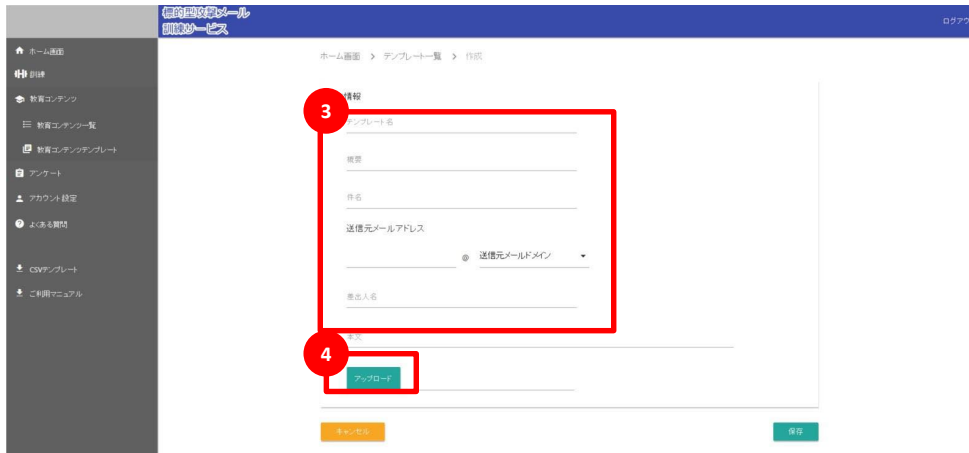 標的型攻撃メール
訓練サービス
ログアウ
ホーム画面
訓練
教育コンテンツ
教育コンテンツ一覧
教育コンテンツテンプレート
アンケート
アカウント設定
よくある質問
CSVテンプレート
ご利用マニュアル
ホーム画面 > テンプレート一覧 > 作成
情報
3
テンプレート名
概要
件名
送信元メールアドレス
@ 送信元メールドメイン
差出人名
本文
4
アップロード
キャンセル
保存